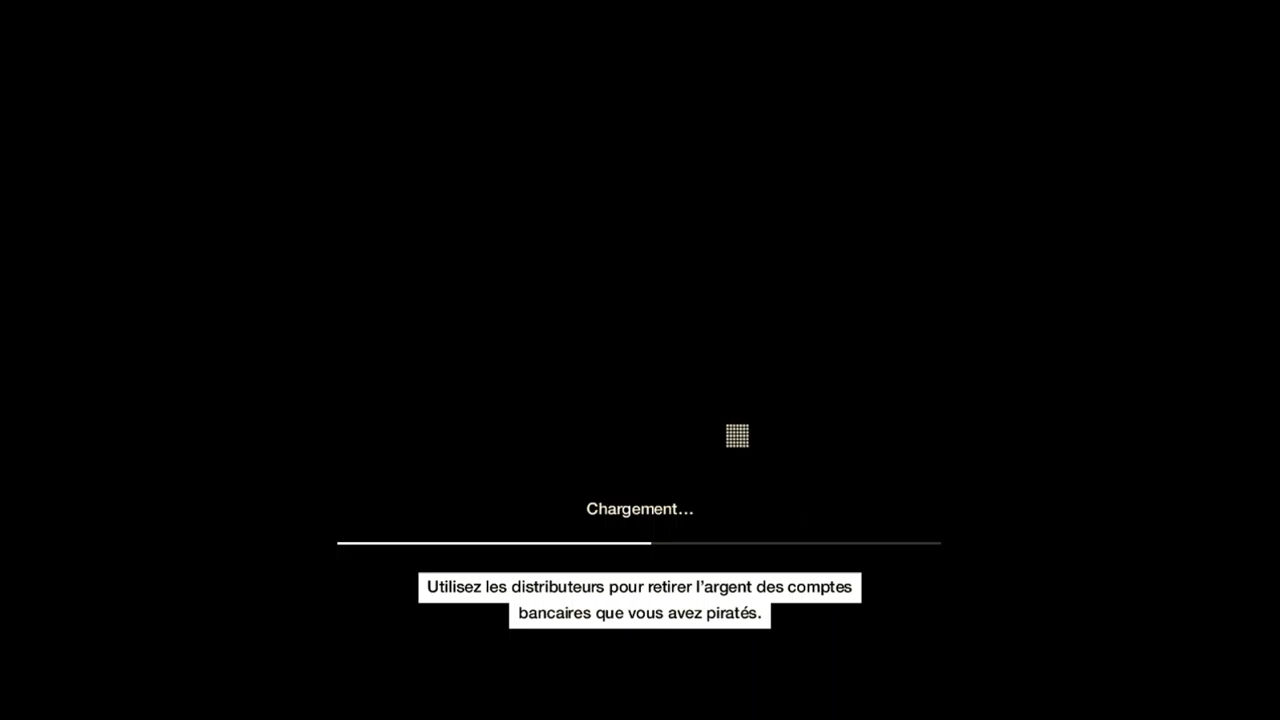 Chargement...
Utilisez les distributeurs pour retirer l’argent des comptes
bancaires que vous avez piratés.